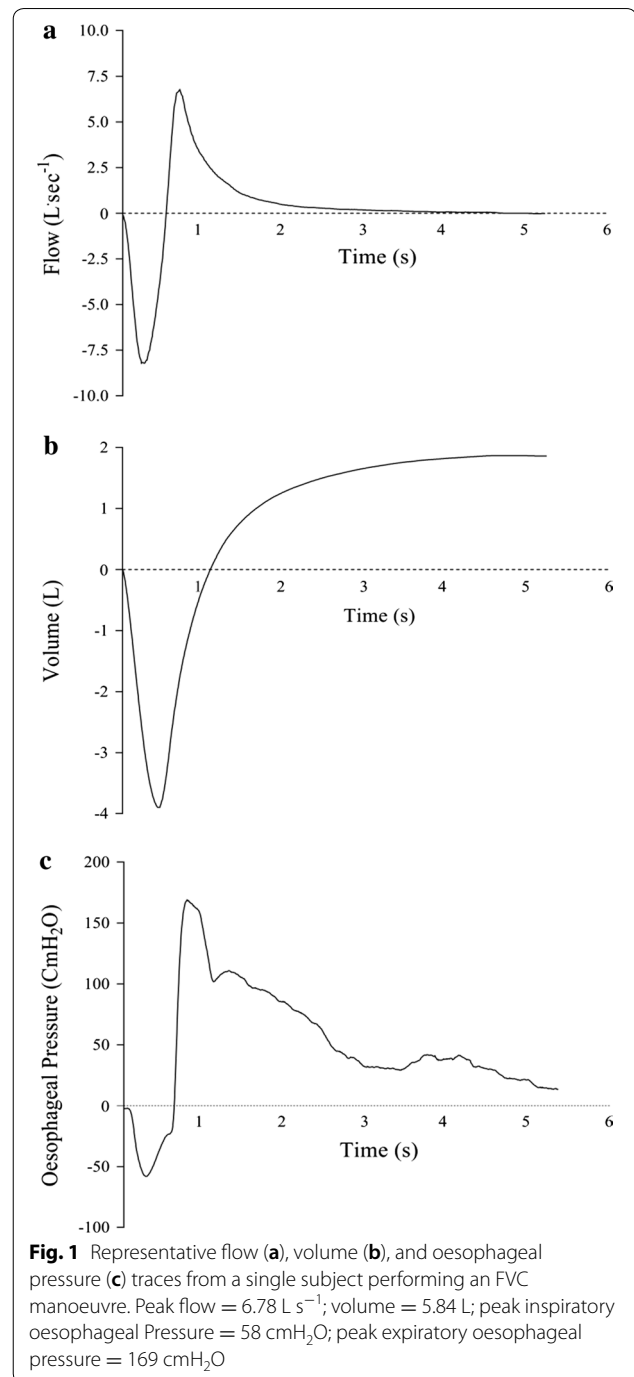 a
10.0
7.5
5.0
2.5
0
-2.5
-5.0
-7.5
-10.0
Flow (L·sec⁻¹)
1 2 3 4 5 6
Time (s)
b
2
1
0
-1
-2
-3
-4
Volume (L)
1 2 3 4 5 6
Time (s)
c
200
150
100
50
0
-50
-100
Oesophageal Pressure (CmH₂O)
1 2 3 4 5 6
Time (s)
Fig. 1 Representative flow (a), volume (b), and oesophageal
pressure (c) traces from a single subject performing an FVC
manoeuvre. Peak flow = 6.78 L s⁻¹; volume = 5.84 L; peak inspiratory
oesophageal Pressure = 58 cmH₂O; peak expiratory oesophageal
pressure = 169 cmH₂O